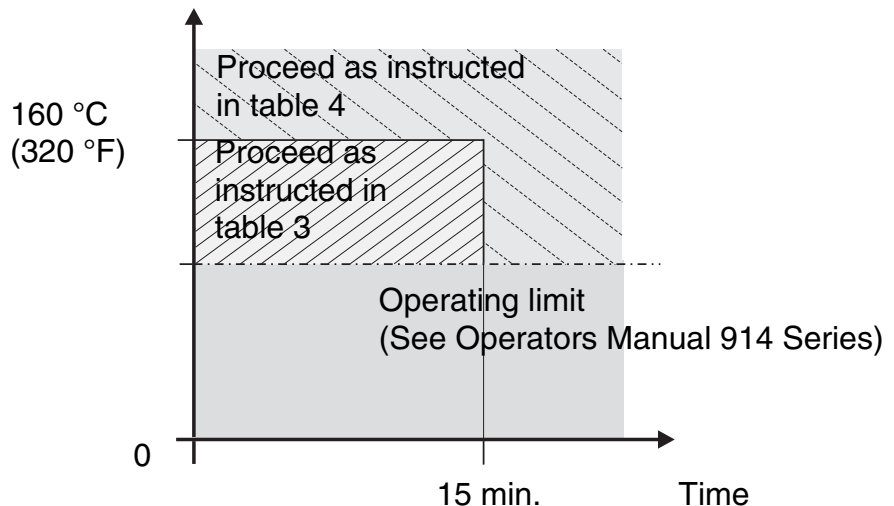 Proceed as instructed
in table 4
160 °C
(320 °F)
Proceed as
instructed in
table 3
Operating limit
(See Operators Manual 914 Series)
0
15 min.
Time